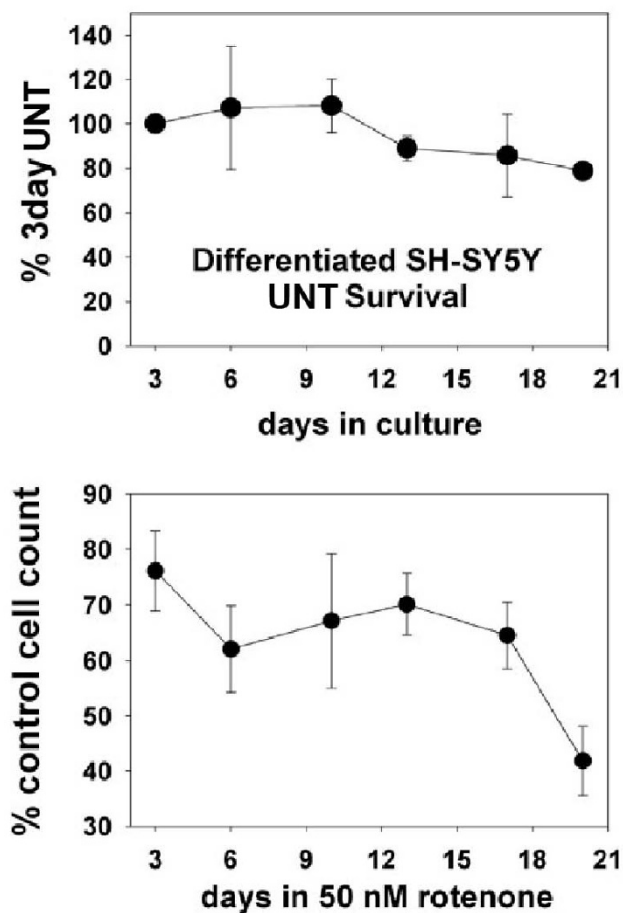 140
120
100
80
60
40
20
0
% 3day UNT
Differentiated SH-SY5Y
UNT Survival
3 6 9 12 15 18 21
days in culture
90
80
70
60
50
40
30
% control cell count
3 6 9 12 15 18 21
days in 50 nM rotenone